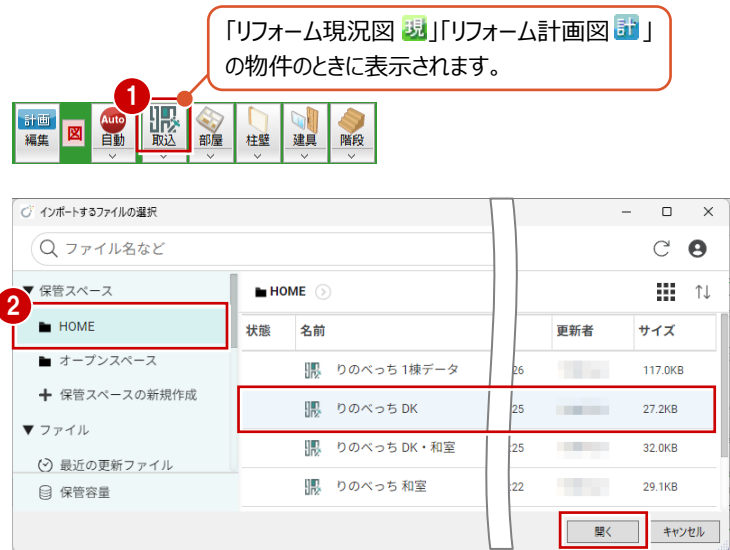 「リフォーム現況図 現」「リフォーム計画図 計」
の物件のときに表示されます。
1
計画
編集
図
Auto
自動
取込
部屋
柱壁
建具
階段
インポートするファイルの選択
ファイル名など
▼ 保管スペース
HOME
2
HOME
オープンスペース
保管スペースの新規作成
▼ ファイル
最近の更新ファイル
保管容量
状態 名前 更新者 サイズ
りのべっち 1棟データ 26 117.0KB
りのべっち DK 25 27.2KB
りのべっち DK・和室 :25 32.0KB
りのべっち 和室 :22 29.1KB
開く キャンセル